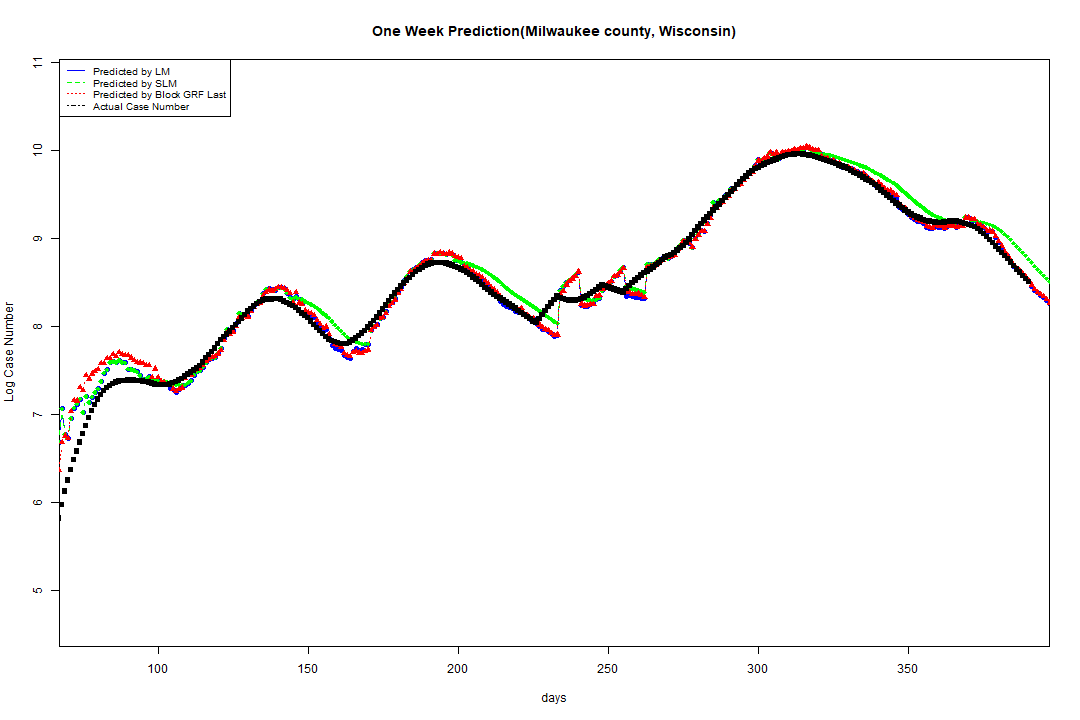 One Week Prediction(Milwaukee county, Wisconsin)
Predicted by LM
Predicted by SLM
Predicted by Block GRF Last
Actual Case Number
11
10
9
8
7
6
5
Log Case Number
100 150 200 250 300 350
days